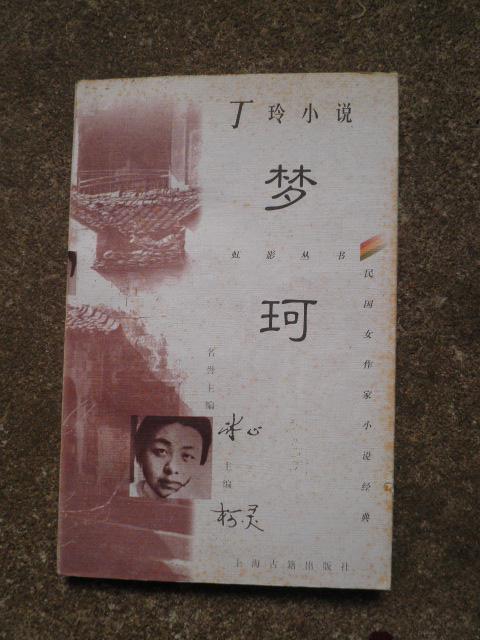 丁玲小说
梦
虹影丛书
珂
民国女作家小说经典
名誉主编
冰心
主编
柯灵
上海古籍出版社